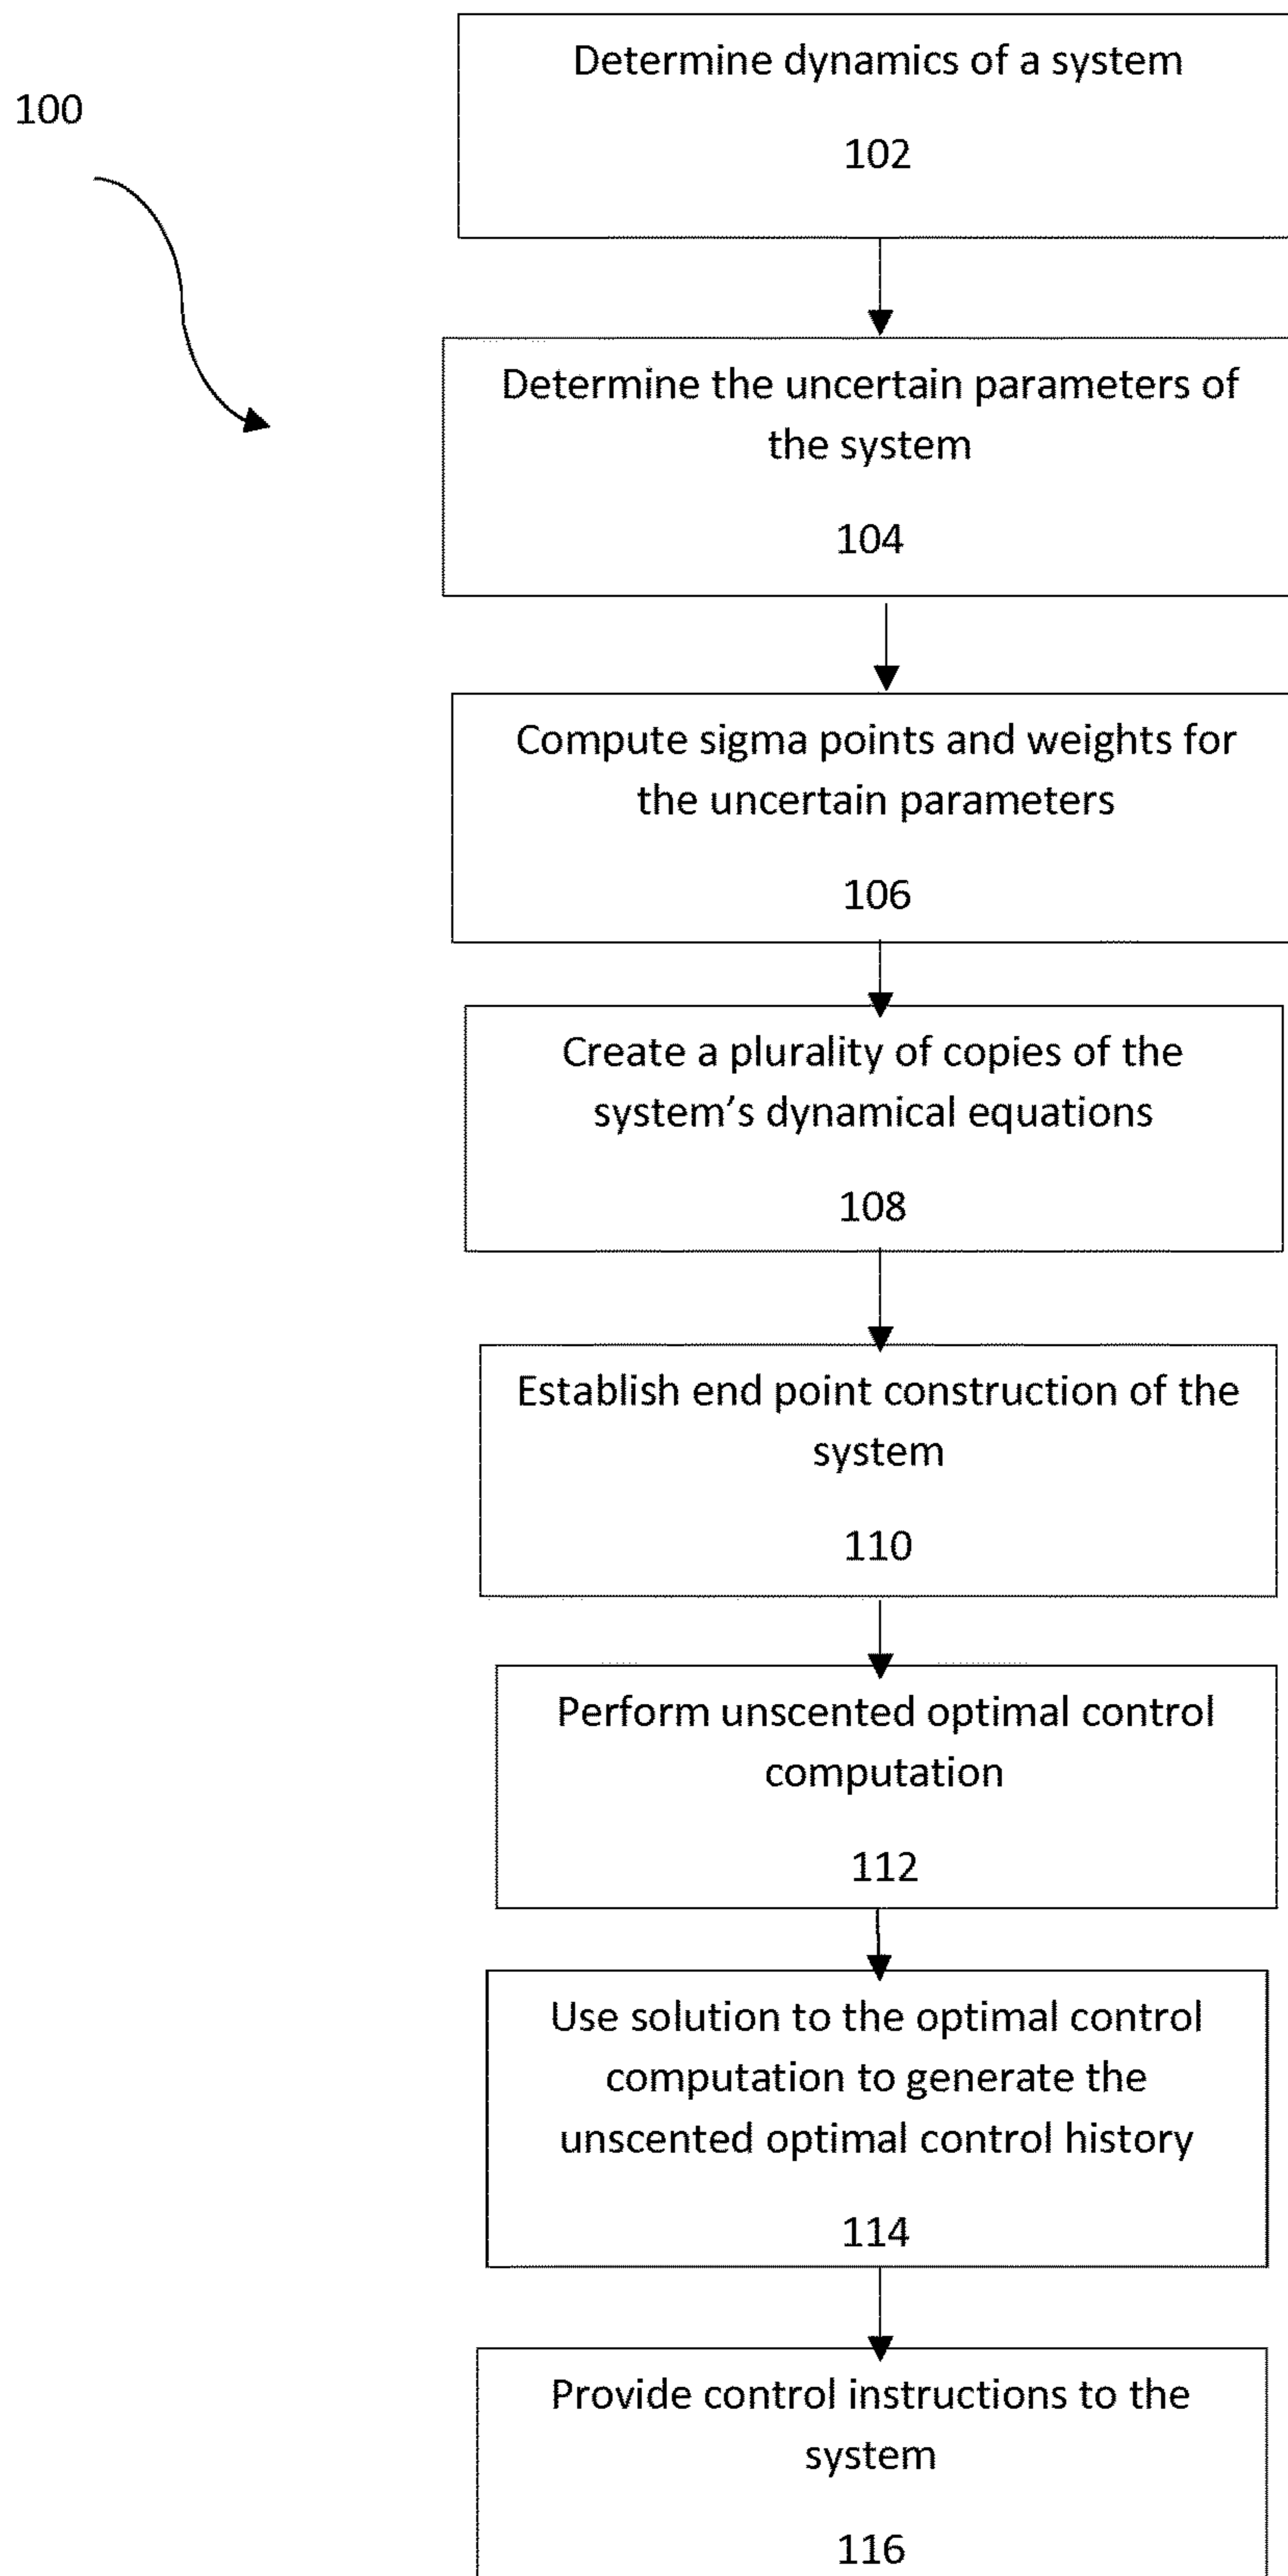 100
Determine dynamics of a system
102
Determine the uncertain parameters of
the system
104
Compute sigma points and weights for
the uncertain parameters
106
Create a plurality of copies of the
system’s dynamical equations
108
Establish end point construction of the
system
110
Perform unscented optimal control
computation
112
Use solution to the optimal control
computation to generate the
unscented optimal control history
114
Provide control instructions to the
system
116